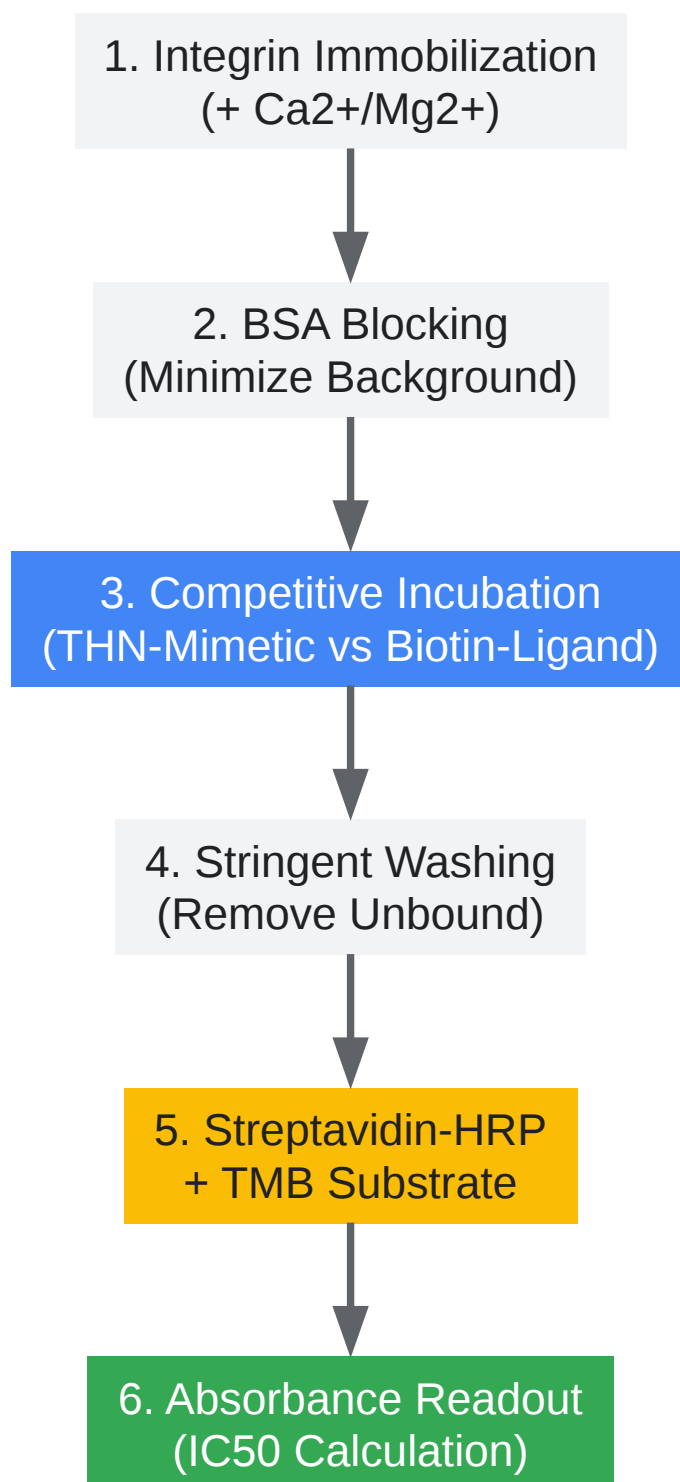 1. Integrin Immobilization
(+ Ca2+/Mg2+)
2. BSA Blocking
(Minimize Background)
3. Competitive Incubation
(THN-Mimetic vs Biotin-Ligand)
4. Stringent Washing
(Remove Unbound)
5. Streptavidin-HRP
+ TMB Substrate
6. Absorbance Readout
(IC50 Calculation)